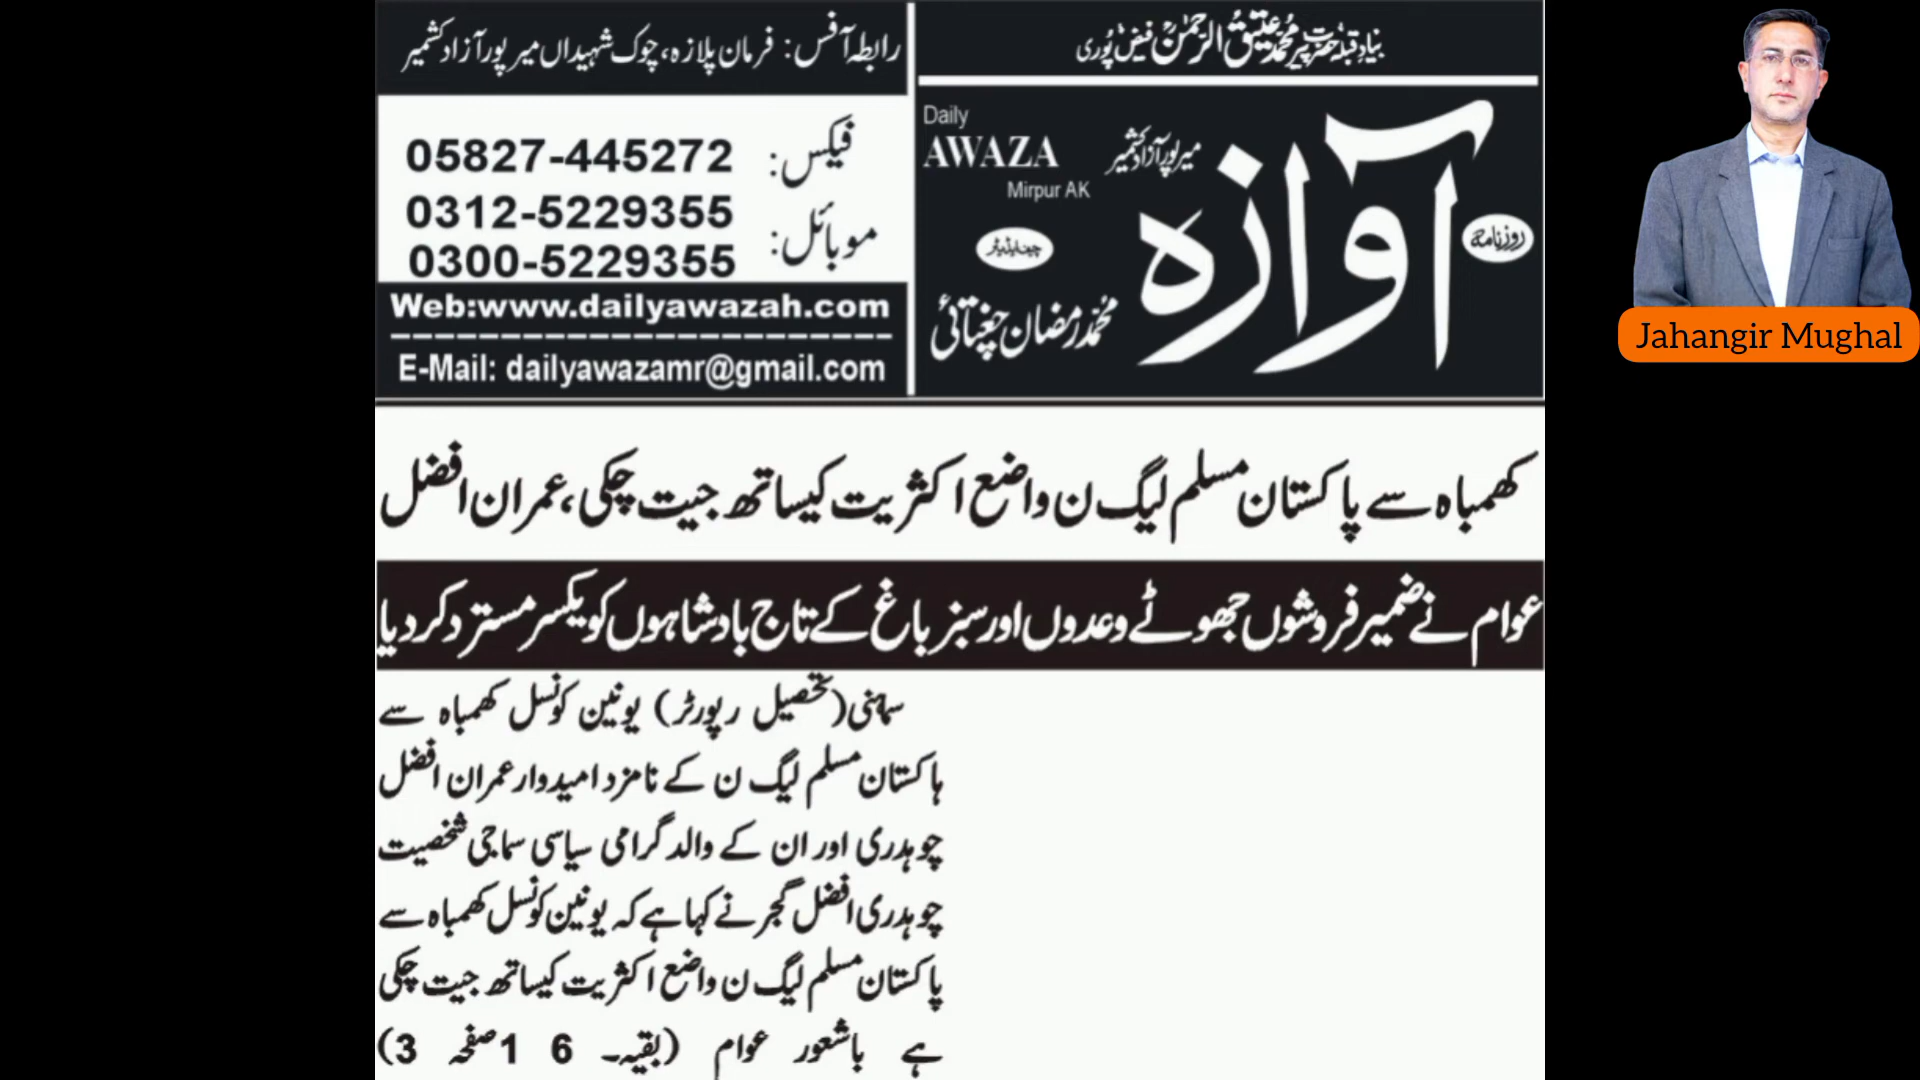 رابطہ آفس: فرمان پلازہ، چوک شہیداں میرپور آزاد کشمیر
فیکس: 05827-445272
موبائل: 0312-5229355
0300-5229355
Web:www.dailyawazah.com
E-Mail: dailyawazamr@gmail.com
بنیاد قبلہ حضرت پیر محمد عتیق الرحمٰن فیض پوری
Daily
AWAZA
Mirpur AK
میرپور آزاد کشمیر
روزنامہ
آوازہ
چیف ایڈیٹر
محمد رمضان چغتائی
Jahangir Mughal
کھمباہ سے پاکستان مسلم لیگ ن واضع اکثریت کیساتھ جیت چکی، عمران افضل
عوام نے ضمیر فروشوں جھوٹے وعدوں اور سبز باغ کے تاج بادشاہوں کو یکسر مسترد کر دیا
سماہنی (تحصیل رپورٹر) یونین کونسل کھمباہ سے
ہاکستان مسلم لیگ ن کے نامزد امیدوار عمران افضل
چوہدری اور ان کے والد گرامی سیاسی سماجی شخصیت
چوہدری افضل گجر نے کہا ہے کہ یونین کونسل کھمباہ سے
پاکستان مسلم لیگ ن واضع اکثریت کیساتھ جیت چکی
ہے باشعور عوام (بقیہ۔ 6 1 صفحہ 3)